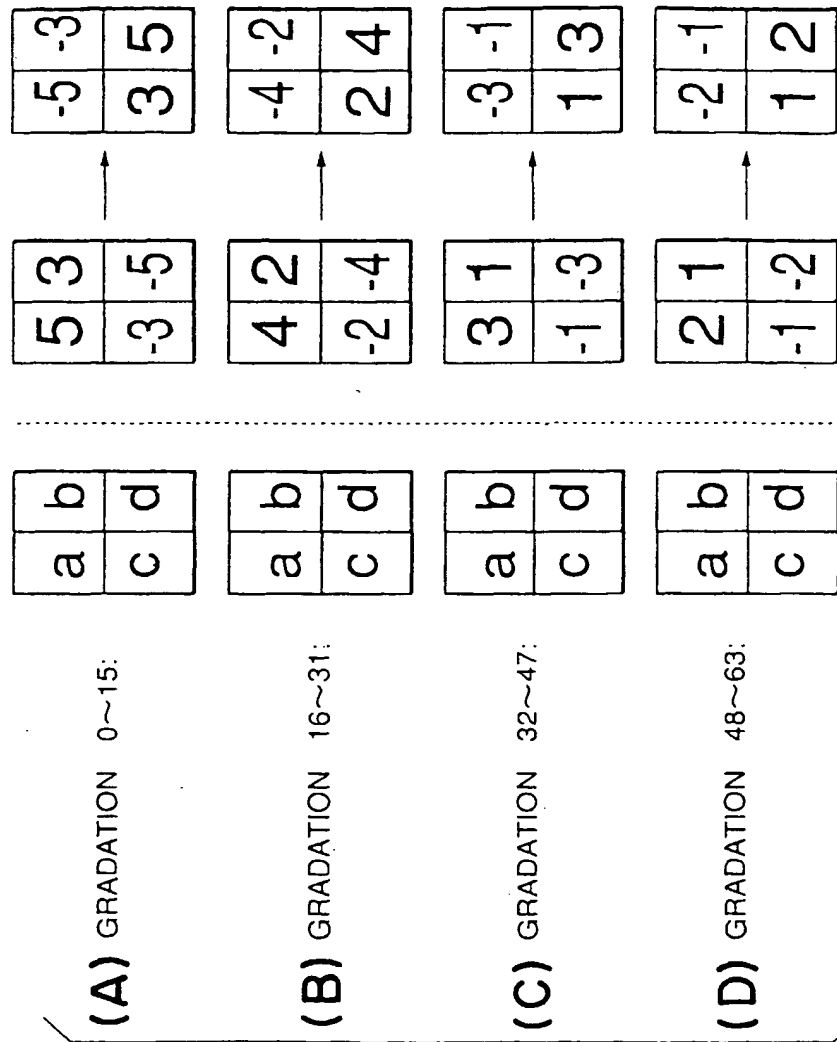 a b 5 3 -5 -3
(A) GRADATION 0~15:
c d -3 -5 3 5
a b 4 2 -4 -2
(B) GRADATION 16~31:
c d -2 -4 2 4
a b 3 1 -3 -1
(C) GRADATION 32~47:
c d -1 -3 1 3
a b 2 1 -2 -1
(D) GRADATION 48~63:
c d -1 -2 1 2